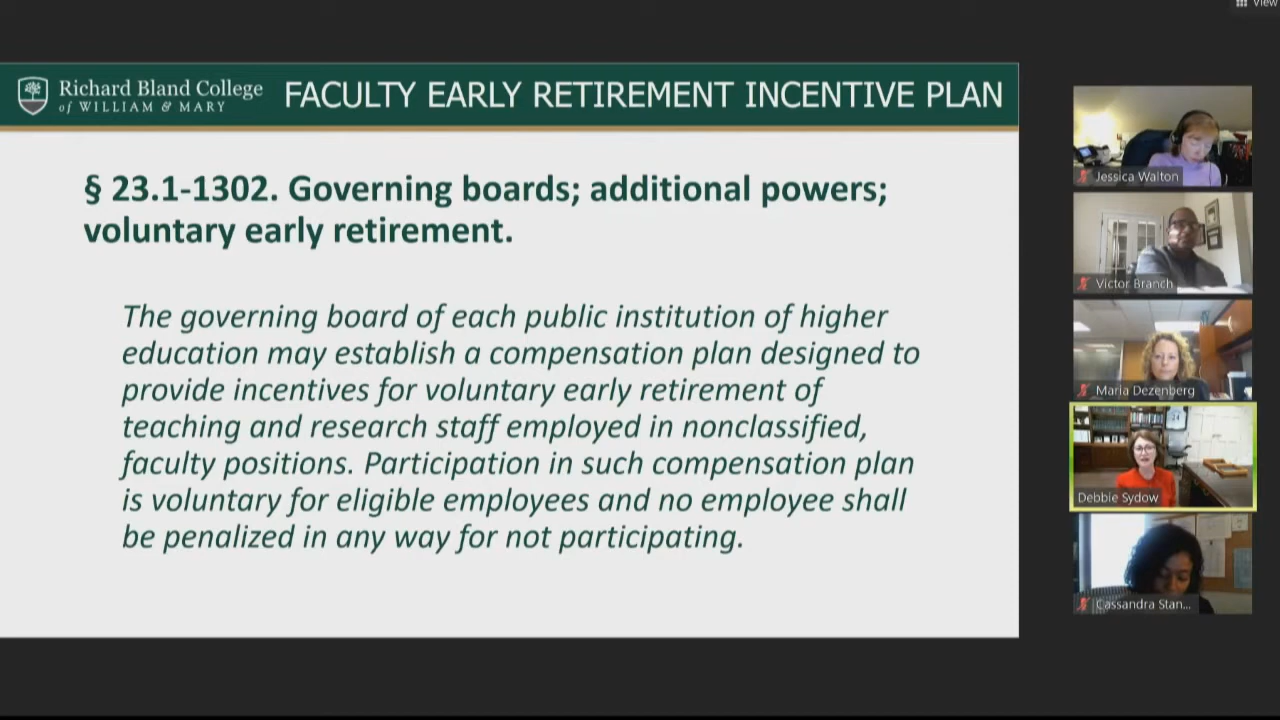 View
Richard Bland College
of WILLIAM & MARY
FACULTY EARLY RETIREMENT INCENTIVE PLAN
§ 23.1-1302. Governing boards; additional powers;
voluntary early retirement.
The governing board of each public institution of higher
education may establish a compensation plan designed to
provide incentives for voluntary early retirement of
teaching and research staff employed in nonclassified,
faculty positions. Participation in such compensation plan
is voluntary for eligible employees and no employee shall
be penalized in any way for not participating.
Jessica Walton
Victor Branch
Maria Dezenberg
Debbie Sydow
Cassandra Stan...